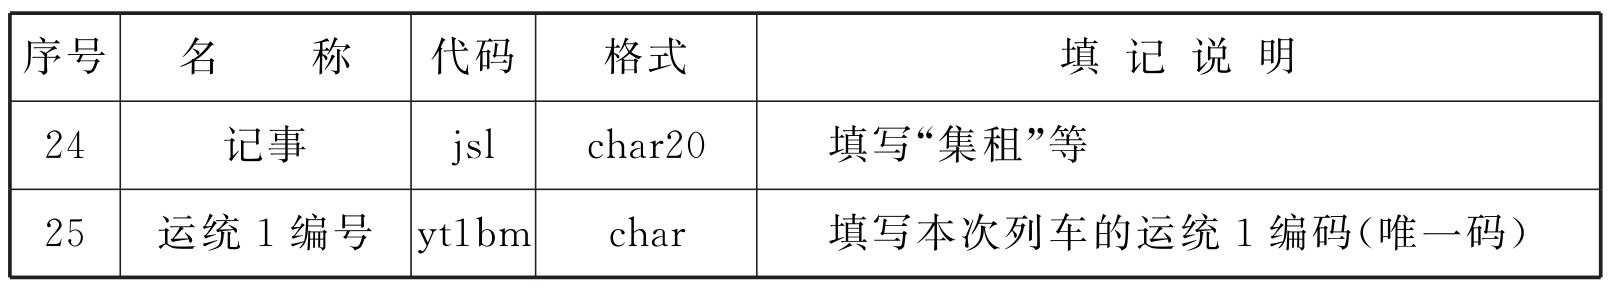 序号 名 称 代码 格式 填 记 说 明
24 记事 jsl char20 填写“集租”等
25 运统1编号 yt1bm char 填写本次列车的运统1编码(唯一码)